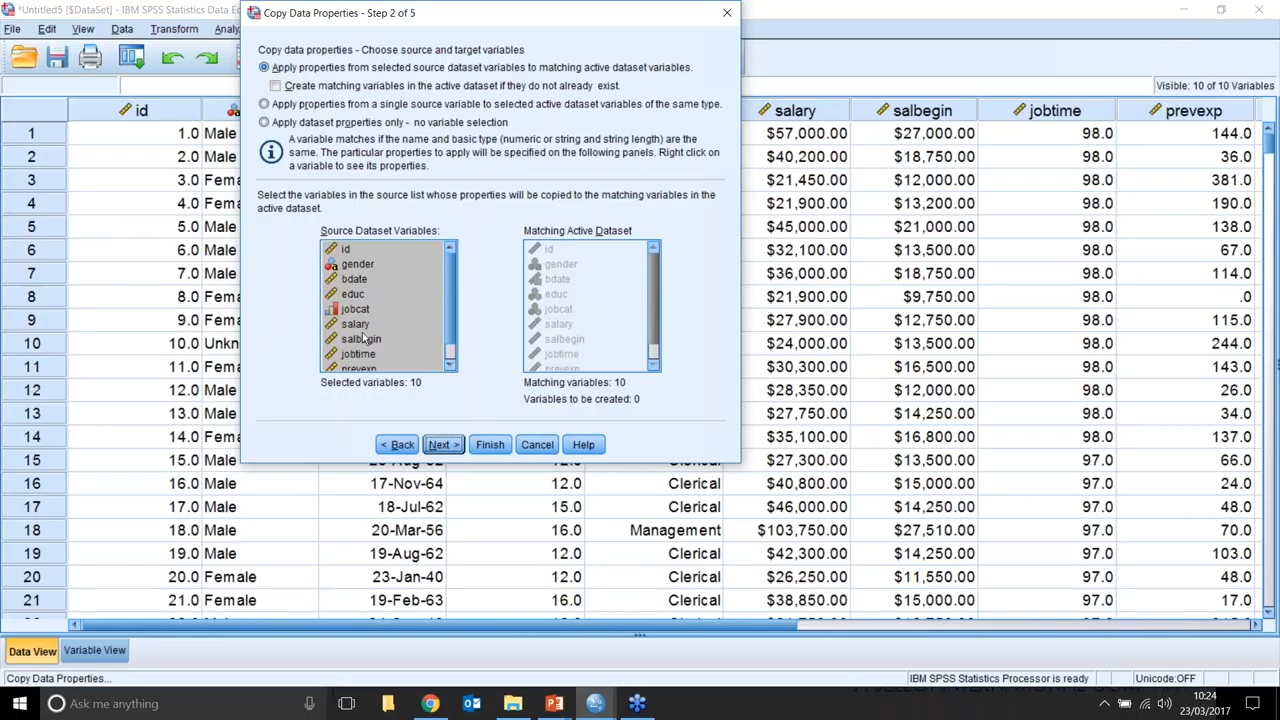 *Untitled5 [$DataSet] - IBM SPSS Statistics Data E
Copy Data Properties - Step 2 of 5
File Edit View Data Transform
Copy data properties - Choose source and target variables
Apply properties from selected source dataset variables to matching active dataset variables.
Create matching variables in the active dataset if they do not already exist.
Visible: 10 of 10 Variables
Apply properties from a single source variable to selected active dataset variables of the same type.
Apply dataset properties only - no variable selection
A variable matches if the name and basic type (numeric or string and string length) are the
same. The particular properties to apply will be specified on the following panels. Right click on
a variable to see its properties.
Select the variables in the source list whose properties will be copied to the matching variables in the
active dataset.
Source Dataset Variables:
id
gender
bdate
educ
jobcat
salary
salbegin
jobtime
prevexp
Selected variables: 10
Matching Active Dataset
id
gender
bdate
educ
jobcat
salary
salbegin
jobtime
prevexp
Matching variables: 10
Variables to be created: 0
< Back Next > Finish Cancel Help
id salary salbegin jobtime prevexp
1 1.0 Male $57,000.00 $27,000.00 98.0 144.0
2 2.0 Male $40,200.00 $18,750.00 98.0 36.0
3 3.0 Fema $21,450.00 $12,000.00 98.0 381.0
4 4.0 Fema $21,900.00 $13,200.00 98.0 190.0
5 5.0 Male $45,000.00 $21,000.00 98.0 138.0
6 6.0 Male $32,100.00 $13,500.00 98.0 67.0
7 7.0 Male $36,000.00 $18,750.00 98.0 114.0
8 8.0 Fema $21,900.00 $9,750.00 98.0 .0
9 9.0 Fema $27,900.00 $12,750.00 98.0 115.0
10 10.0 Unkn $24,000.00 $13,500.00 98.0 244.0
11 11.0 Fema $30,300.00 $16,500.00 98.0 143.0
12 12.0 Male $28,350.00 $12,000.00 98.0 26.0
13 13.0 Male $27,750.00 $14,250.00 98.0 34.0
14 14.0 Fema $35,100.00 $16,800.00 98.0 137.0
15 15.0 Male $27,300.00 $13,500.00 97.0 66.0
16 16.0 Male 17-Nov-64 12.0 Clerical $40,800.00 $15,000.00 97.0 24.0
17 17.0 Male 18-Jul-62 15.0 Clerical $46,000.00 $14,250.00 97.0 48.0
18 18.0 Male 20-Mar-56 16.0 Management $103,750.00 $27,510.00 97.0 70.0
19 19.0 Male 19-Aug-62 12.0 Clerical $42,300.00 $14,250.00 97.0 103.0
20 20.0 Female 23-Jan-40 12.0 Clerical $26,250.00 $11,550.00 97.0 48.0
21 21.0 Female 19-Feb-63 16.0 Clerical $38,850.00 $15,000.00 97.0 17.0
Data View Variable View
Copy Data Properties... IBM SPSS Statistics Processor is ready Unicode:OFF
Ask me anything
10:24
23/03/2017